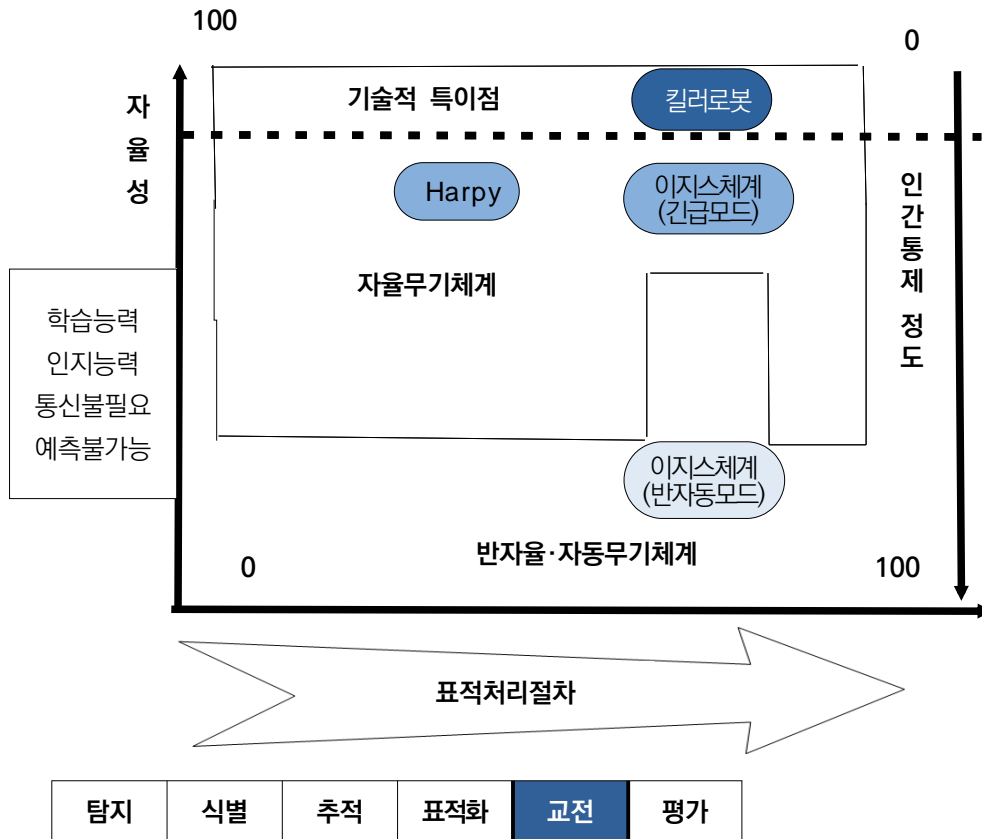 100
0
자율성
기술적 특이점
킬러로봇
Harpy
이지스체계
(긴급모드)
인간통제 정도
자율무기체계
학습능력
인지능력
통신불필요
예측불가능
이지스체계
(반자동모드)
반자율·자동무기체계
0
100
표적처리절차
탐지 식별 추적 표적화 교전 평가